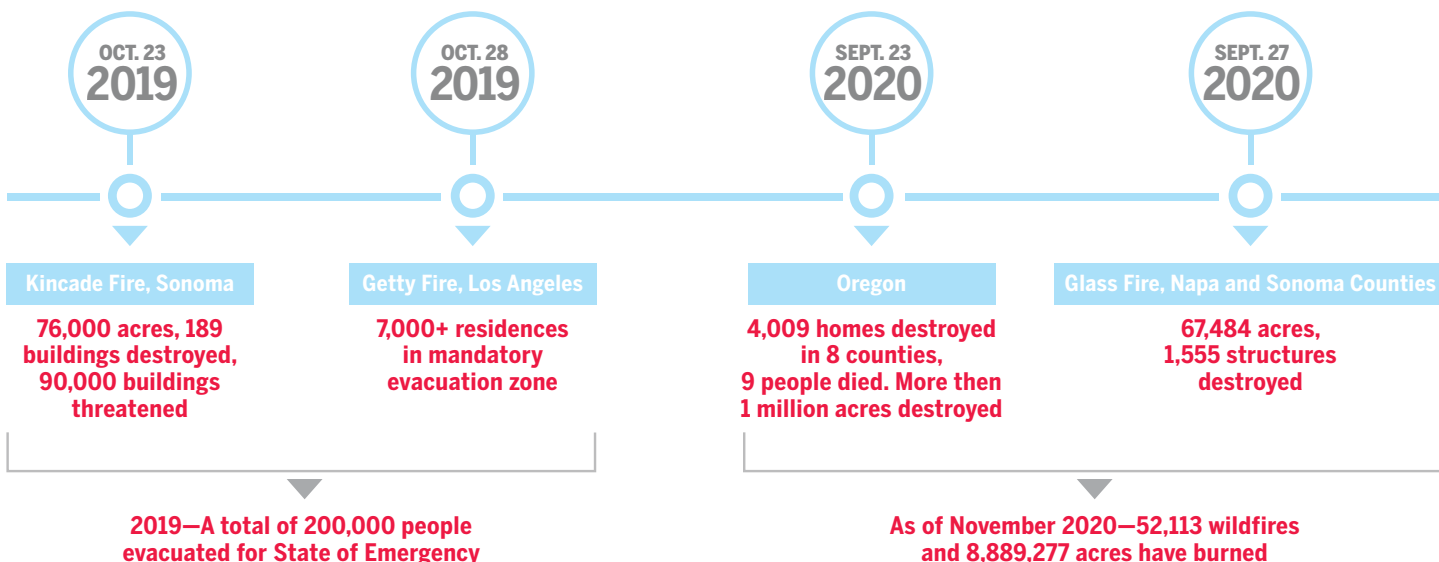 OCT. 23
2019
OCT. 28
2019
SEPT. 23
2020
SEPT. 27
2020
Kincade Fire, Sonoma
76,000 acres, 189
buildings destroyed,
90,000 buildings
threatened
Getty Fire, Los Angeles
7,000+ residences
in mandatory
evacuation zone
Oregon
4,009 homes destroyed
in 8 counties,
9 people died. More then
1 million acres destroyed
Glass Fire, Napa and Sonoma Counties
67,484 acres,
1,555 structures
destroyed
2019—A total of 200,000 people
evacuated for State of Emergency
As of November 2020—52,113 wildfires
and 8,889,277 acres have burned